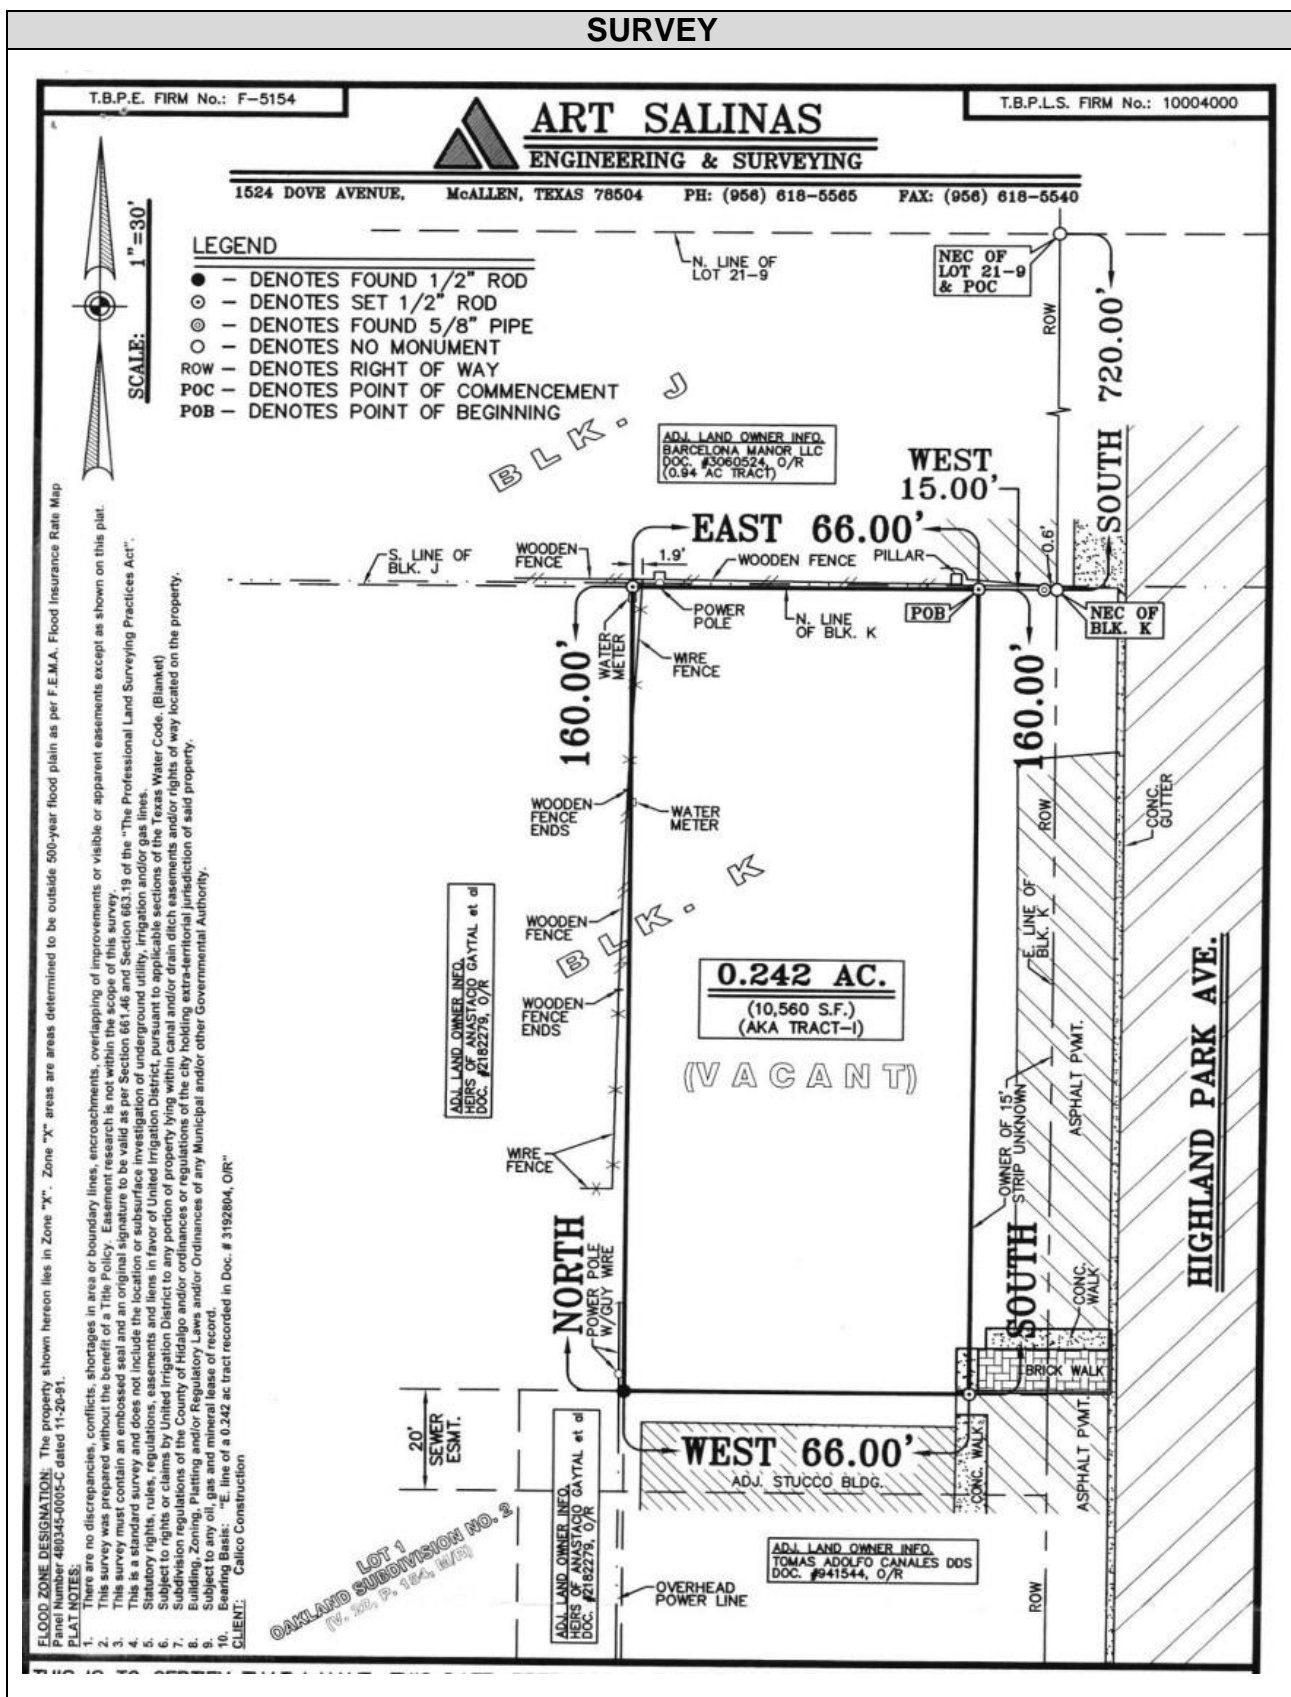 SURVEY
T.B.P.E. FIRM No.: F-5154
T.B.P.L.S. FIRM No.: 10004000
ART SALINAS
ENGINEERING & SURVEYING
1524 DOVE AVENUE, McALLEN, TEXAS 78504 PH: (956) 618-5565 FAX: (956) 618-5540
SCALE: 1"=30'
LEGEND
— DENOTES FOUND 1/2" ROD
— DENOTES SET 1/2" ROD
— DENOTES FOUND 5/8" PIPE
— DENOTES NO MONUMENT
ROW — DENOTES RIGHT OF WAY
POC — DENOTES POINT OF COMMENCEMENT
POB — DENOTES POINT OF BEGINNING
N. LINE OF
LOT 21-9
NEC OF
LOT 21-9
& POC
ROW
SOUTH 720.00'
BLK. J
ADJ. LAND OWNER INFO.
BARCELONA MANOR LLC
DOC. #3060524, O/R
(0.94 AC TRACT)
WEST
15.00'
EAST 66.00'
0.6'
S. LINE OF
BLK. J
WOODEN
FENCE
1.9'
WOODEN FENCE
PILLAR
POWER
POLE
N. LINE
OF BLK. K
POB
NEC OF
BLK. K
WATER
METER
WIRE
FENCE
160.00'
160.00'
WOODEN
FENCE
ENDS
WATER
METER
ROW
CONC.
GUTTER
BLK. K
E. LINE OF
BLK. K
WOODEN
FENCE
ADJ. LAND OWNER INFO.
HEIRS OF ANASTACIO GAYTAL et al
DOC. #2182279, O/R
0.242 AC.
(10,560 S.F.)
(AKA TRACT-I)
(VACANT)
WOODEN
FENCE
ENDS
ASPHALT PVMT.
HIGHLAND PARK AVE.
OWNER OF 15'
STRIP UNKNOWN
WIRE
FENCE
NORTH
POWER POLE
W/GUY WIRE
SOUTH
CONC.
WALK
BRICK WALK
20'
SEWER
ESMT.
WEST 66.00'
ADJ. STUCCO BLDG.
CONC. WALK
ASPHALT PVMT.
ADJ. LAND OWNER INFO.
HEIRS OF ANASTACIO GAYTAL et al
DOC. #2182279, O/R
LOT 1
OAKLAND SUBDIVISION NO. 2
(V. 28, P. 154, M/R)
ADJ. LAND OWNER INFO.
TOMAS ADOLFO CANALES DDS
DOC. #941544, O/R
OVERHEAD
POWER LINE
ROW
FLOOD ZONE DESIGNATION: The property shown hereon lies in Zone "X". Zone "X" areas are areas determined to be outside 500-year flood plain as per F.E.M.A. Flood Insurance Rate Map
Panel Number 480345-0005-C dated 11-20-91.
PLAT NOTES:
1. There are no discrepancies, conflicts, shortages in area or boundary lines, encroachments, overlapping of improvements or visible or apparent easements except as shown on this plat.
2. This survey was prepared without the benefit of a Title Policy. Easement research is not within the scope of this survey.
3. This survey must contain an embossed seal and an original signature to be valid as per Section 661.46 and Section 663.19 of the "The Professional Land Surveying Practices Act".
4. This is a standard survey and does not include the location or subsurface investigation of underground utility, irrigation and/or gas lines.
5. Statutory rights, rules, regulations, easements and liens in favor of United Irrigation District, pursuant to applicable sections of the Texas Water Code. (Blanket)
6. Subject to rights or claims by United Irrigation District to any portion of property lying within canal and/or drain ditch easements and/or rights of way located on the property.
7. Subdivision regulations of the County of Hidalgo and/or ordinances or regulations of the city holding extra-territorial jurisdiction of said property.
8. Building, Zoning, Platting and/or Regulatory Laws and/or Ordinances of any Municipal and/or other Governmental Authority.
9. Subject to any oil, gas and mineral lease of record.
10. Bearing Basis: "E. line of a 0.242 ac tract recorded in Doc. # 3192804, O/R"
CLIENT: Calico Construction